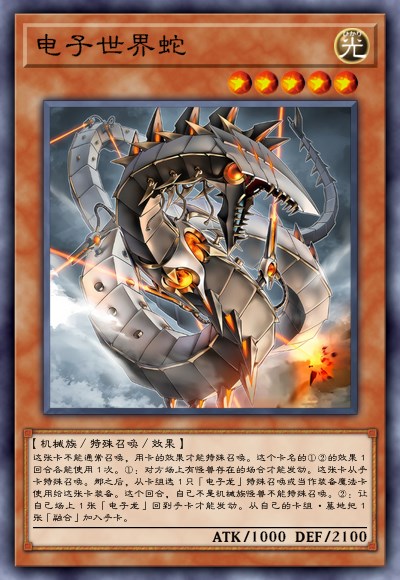 电子世界蛇
ひかり
光
【机械族／特殊召唤／效果】
这张卡不能通常召唤，用卡的效果才能特殊召唤。这个卡名的①②的效果1
回合各能使用1次。①：对方场上有怪兽存在的场合才能发动。这张卡从手
卡特殊召唤。那之后，从卡组选1只「电子龙」特殊召唤或当作装备魔法卡
使用给这张卡装备。这个回合，自己不是机械族怪兽不能特殊召唤。②：让
自己场上1张「电子龙」回到手卡才能发动。从自己的卡组·墓地把1
张「融合」加入手卡。
ATK/1000 DEF/2100